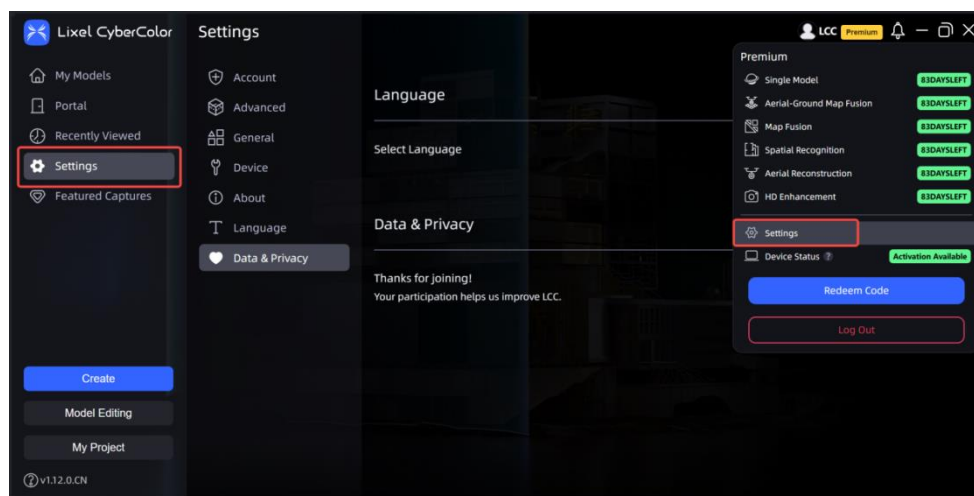 Lixel CyberColor
My Models
Portal
Recently Viewed
Settings
Featured Captures
Create
Model Editing
My Project
v1.12.0.CN
Settings
Account
Advanced
General
Device
About
Language
Data & Privacy
Language
Select Language
Data & Privacy
Thanks for joining!
Your participation helps us improve LCC.
LCC Premium
Premium
Single Model 83DAYSLEFT
Aerial-Ground Map Fusion 83DAYSLEFT
Map Fusion 83DAYSLEFT
Spatial Recognition 83DAYSLEFT
Aerial Reconstruction 83DAYSLEFT
HD Enhancement 83DAYSLEFT
Settings
Device Status ? Activation Available
Redeem Code
Log Out